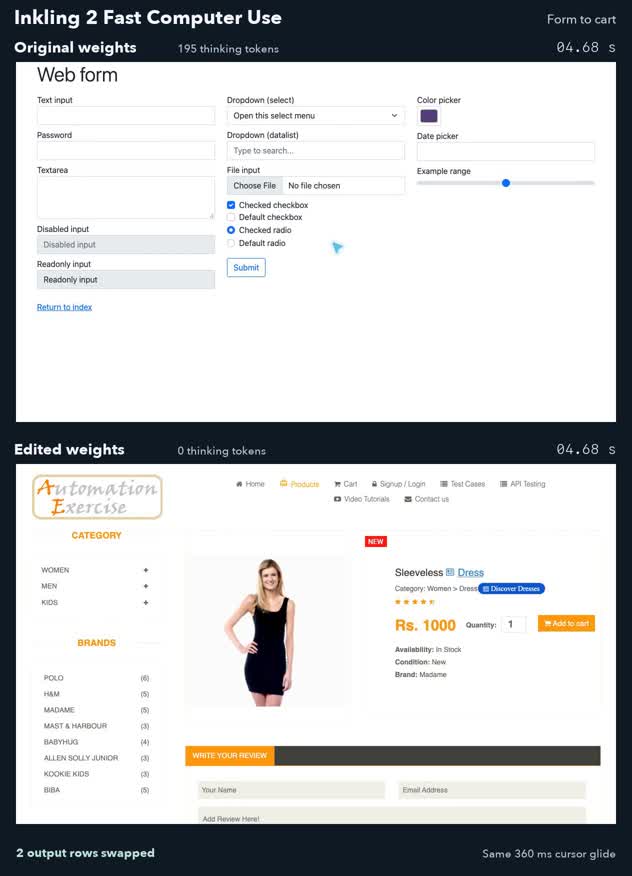 Inkling 2 Fast Computer Use
Form to cart
Original weights
195 thinking tokens
04.68 s
Web form
Text input
Password
Textarea
Disabled input
Disabled input
Readonly input
Readonly input
Return to index
Dropdown (select)
Open this select menu
Dropdown (datalist)
Type to search...
File input
Choose File No file chosen
Checked checkbox
Default checkbox
Checked radio
Default radio
Submit
Color picker
Date picker
Example range
Edited weights
0 thinking tokens
04.68 s
Automation
Exercise
Home Products Cart Signup / Login Test Cases API Testing
Video Tutorials Contact us
CATEGORY
WOMEN +
MEN +
KIDS +
BRANDS
POLO (6)
H&M (5)
MADAME (5)
MAST & HARBOUR (3)
BABYHUG (4)
ALLEN SOLLY JUNIOR (3)
KOOKIE KIDS (3)
BIBA (5)
NEW
Sleeveless Dress
Category: Women > Dress Discover Dresses
Rs. 1000 Quantity: 1 Add to cart
Availability: In Stock
Condition: New
Brand: Madame
WRITE YOUR REVIEW
Your Name
Email Address
Add Review Here!
2 output rows swapped
Same 360 ms cursor glide